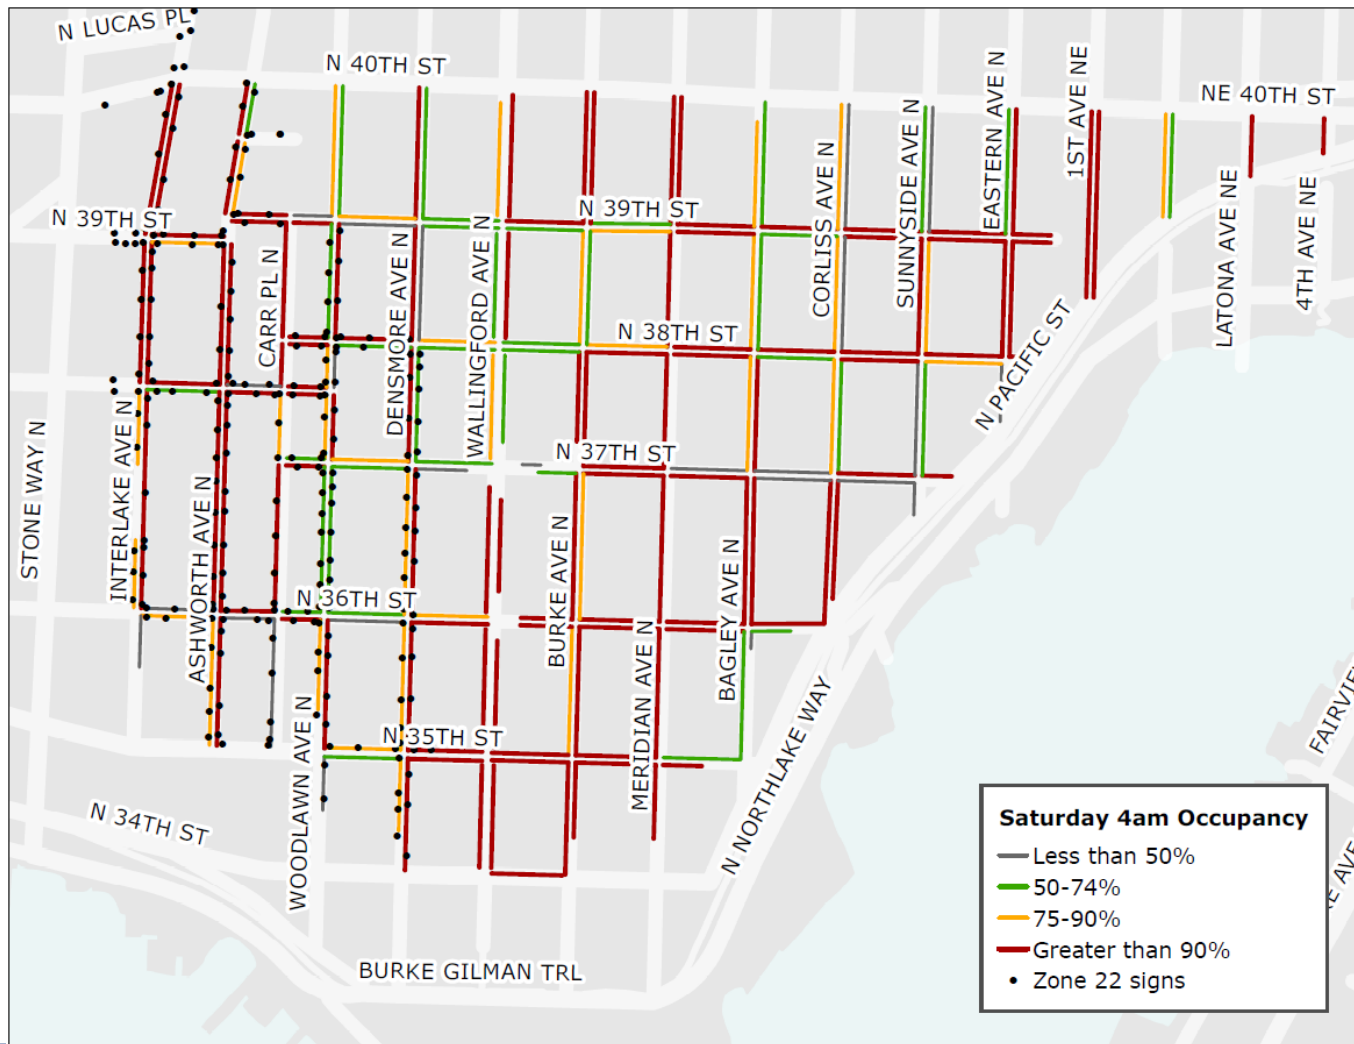 N LUCAS PL
N 40TH ST
NE 40TH ST
N 39TH ST
N 39TH ST
CARR PL N
DENSMORE AVE N
WALLINGFORD AVE N
CORLISS AVE N
SUNNYSIDE AVE N
EASTERN AVE N
1ST AVE NE
LATONA AVE NE
4TH AVE NE
N 38TH ST
N PACIFIC ST
STONE WAY N
INTERLAKE AVE N
ASHWORTH AVE N
N 37TH ST
N 36TH ST
BURKE AVE N
MERIDIAN AVE N
BAGLEY AVE N
N 35TH ST
WOODLAWN AVE N
N 34TH ST
N NORTHLAKE WAY
BURKE GILMAN TRL
Saturday 4am Occupancy
Less than 50%
50-74%
75-90%
Greater than 90%
Zone 22 signs